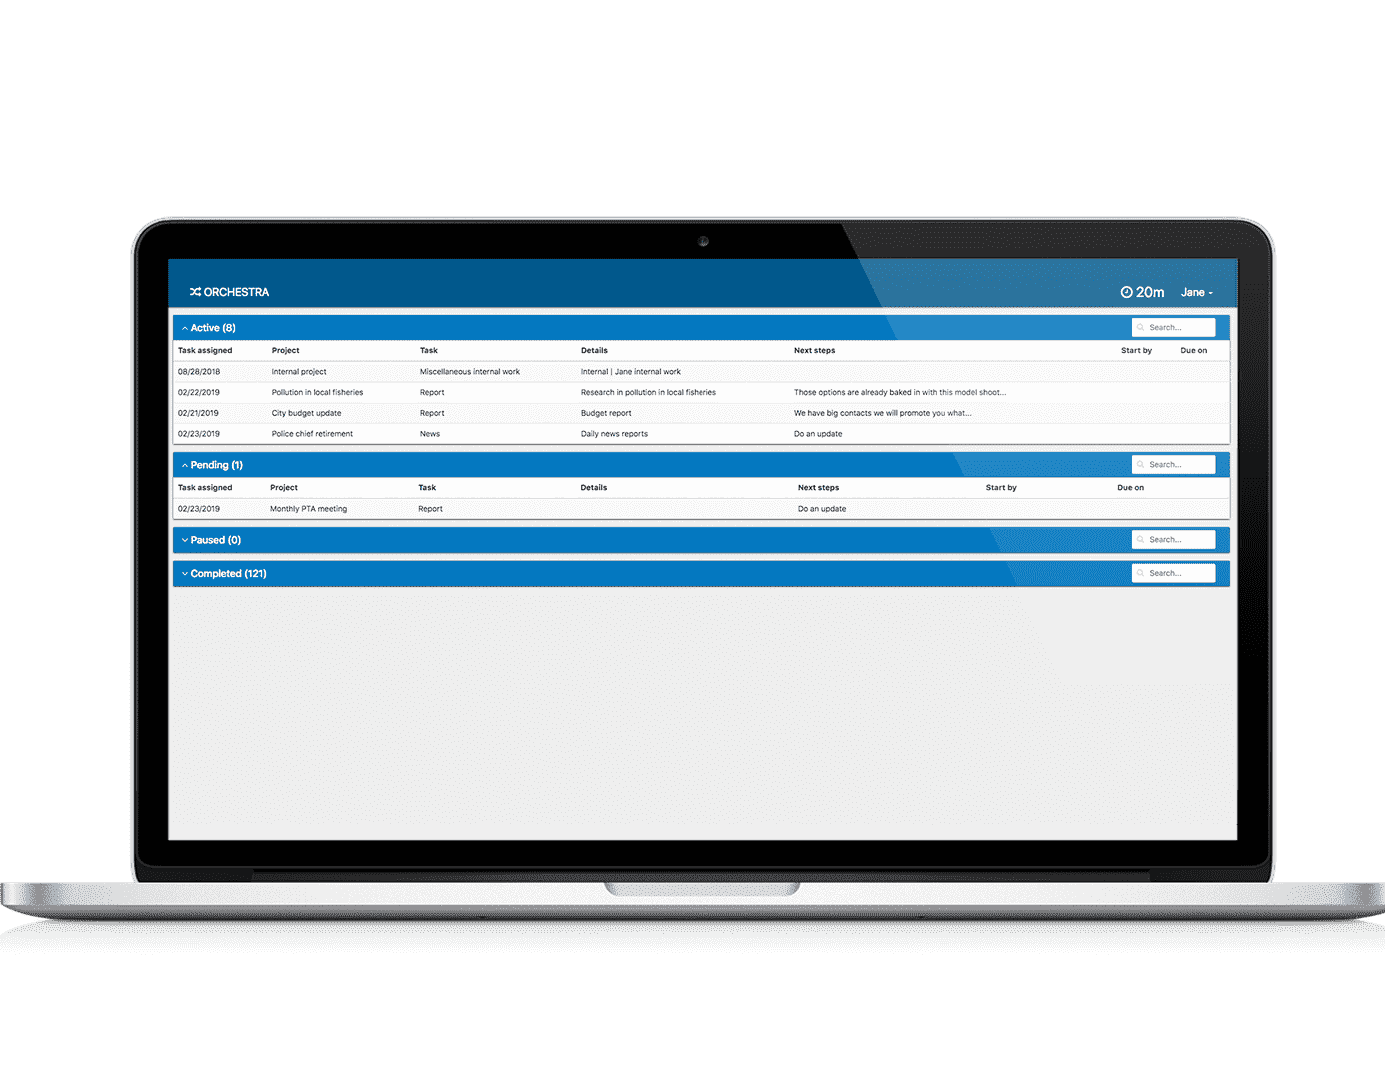 ORCHESTRA 20m Jane
Active (8) Search...
Task assigned Project Task Details Next steps Start by Due on
08/28/2018 Internal project Miscellaneous internal work Internal | Jane internal work
02/22/2019 Pollution in local fisheries Report Research in pollution in local fisheries Those options are already baked in with this model shoot...
02/21/2019 City budget update Report Budget report We have big contacts we will promote you what...
02/23/2019 Police chief retirement News Daily news reports Do an update
Pending (1) Search...
Task assigned Project Task Details Next steps Start by Due on
02/23/2019 Monthly PTA meeting Report Do an update
Paused (0) Search...
Completed (121) Search...